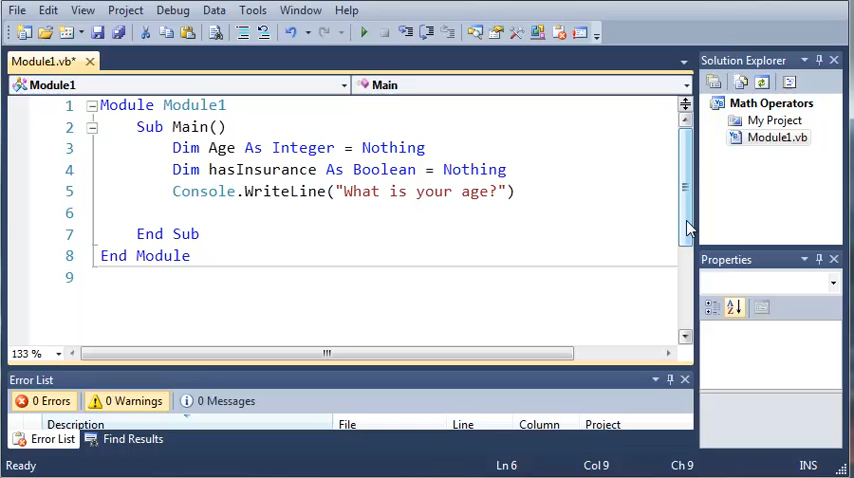 File Edit View Project Debug Data Tools Window Help
Module1.vb*
Solution Explorer
Module1 Main
Math Operators
My Project
Module1.vb
1 Module Module1
2 Sub Main()
3 Dim Age As Integer = Nothing
4 Dim hasInsurance As Boolean = Nothing
5 Console.WriteLine("What is your age?")
6
7 End Sub
8 End Module
9
Properties
133 %
Error List
0 Errors 0 Warnings 0 Messages
Description File Line Column Project
Error List Find Results
Ready Ln 6 Col 9 Ch 9 INS